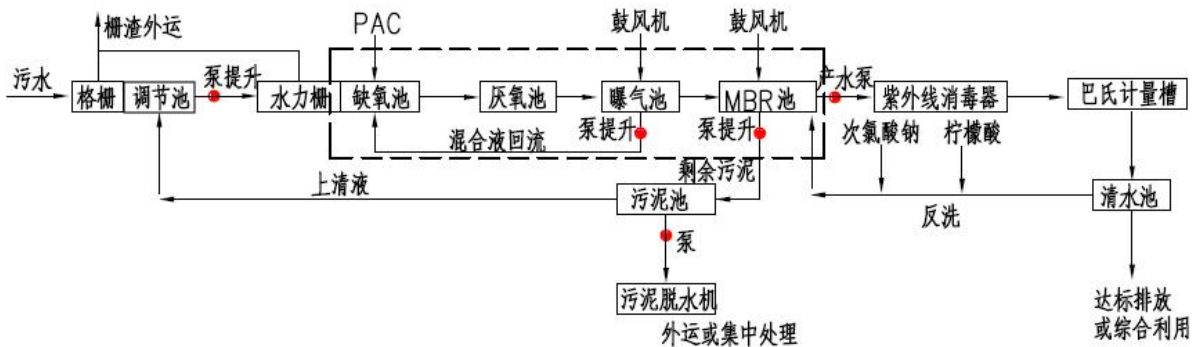 栅渣外运
PAC
鼓风机
鼓风机
污水
格栅
调节池
泵提升
水力栅
缺氧池
厌氧池
曝气池
MBR池
产水泵
紫外线消毒器
巴氏计量槽
混合液回流
泵提升
泵提升
次氯酸钠
柠檬酸
剩余污泥
上清液
污泥池
反洗
清水池
泵
污泥脱水机
外运或集中处理
达标排放
或综合利用